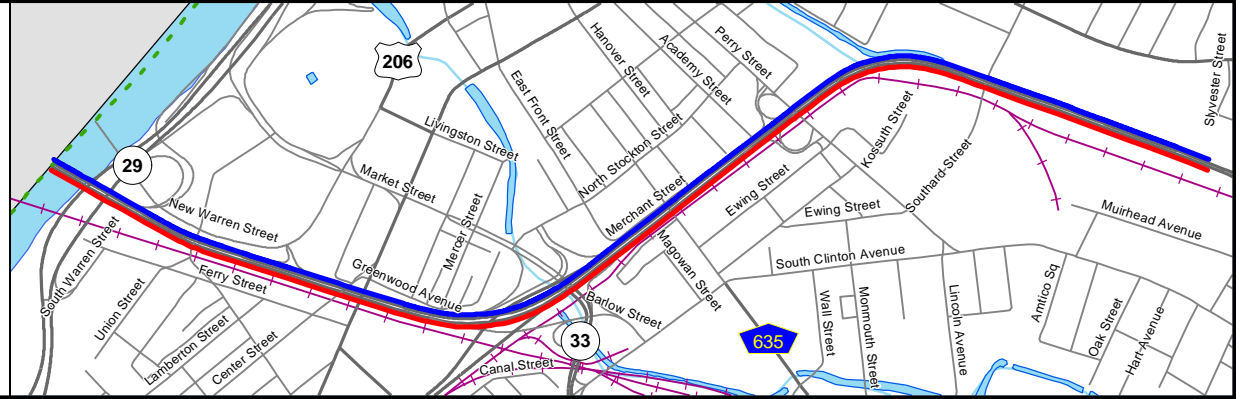 206
Hanover Street
Academy Street
Perry Street
Slyvester Street
East Front Street
Livingston Street
North Stockton Street
Kossuth Street
29
Market Street
Mercer Street
Merchant Street
Ewing Street
Southard-Street
New Warren Street
Ewing Street
Muirhead Avenue
South Warren Street
Ferry Street
Greenwood Avenue
Magowan Street
South Clinton Avenue
Union Street
Barlow Street
Wall Street
Monmouth Street
Lincoln Avenue
Antico Sq
Oak Street
Hart-Avenue
Lamberton Street
Center Street
33
635
Canal Street